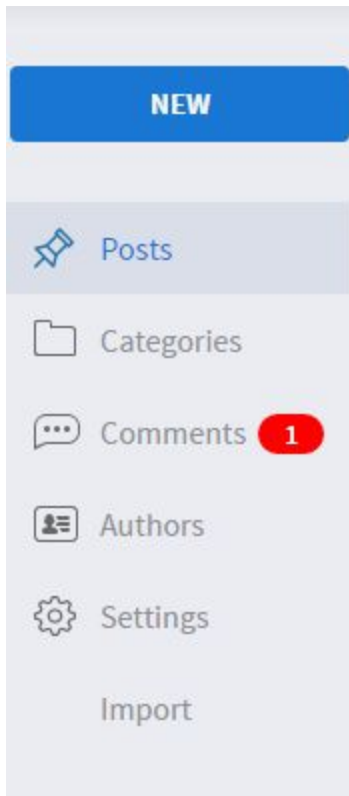 NEW
Posts
Categories
Comments 1
Authors
Settings
Import